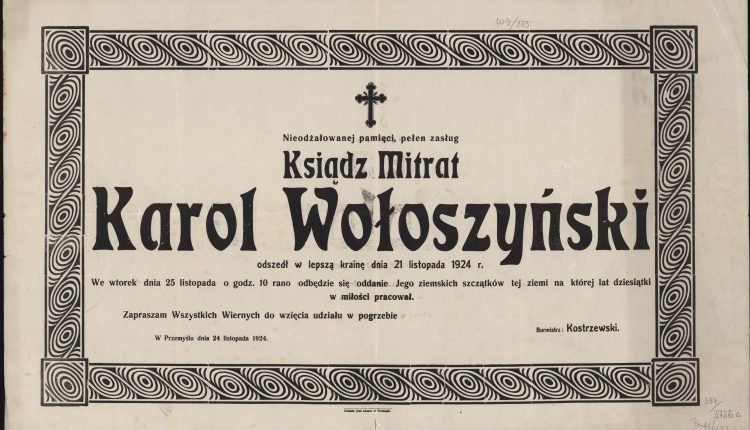 Nieodżałowanej pamięci, pełen zasług
Ksiądz Mitrat
Karol Wołoszyński
odszedł w lepszą krainę dnia 21 listopada 1924 r.
We wtorek dnia 25 listopada o godz. 10 rano odbędzie się oddanie Jego ziemskich szczątków tej ziemi na której lat dziesiątki
w miłości pracował.
Zapraszam Wszystkich Wiernych do wzięcia udziału w pogrzebie
Burmistrz: Kostrzewski.
W Przemyślu dnia 24 listopada 1924.
397/
3726a